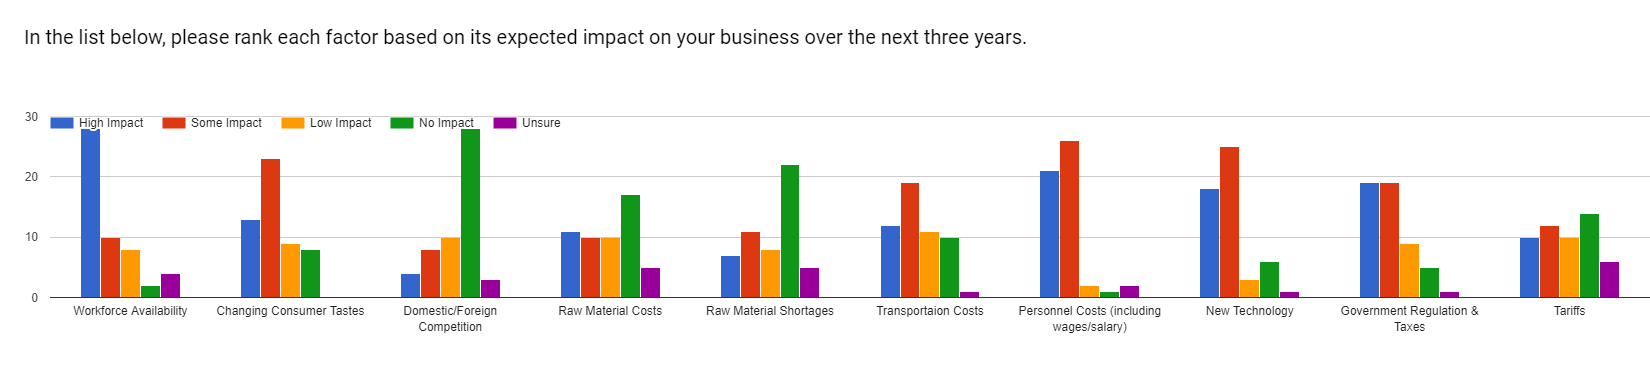 In the list below, please rank each factor based on its expected impact on your business over the next three years.
30
High Impact Some Impact Low Impact No Impact Unsure
20
10
0
Workforce Availability Changing Consumer Tastes Domestic/Foreign Raw Material Costs Raw Material Shortages Transportaion Costs Personnel Costs (including New Technology Government Regulation & Tariffs
Competition wages/salary) Taxes